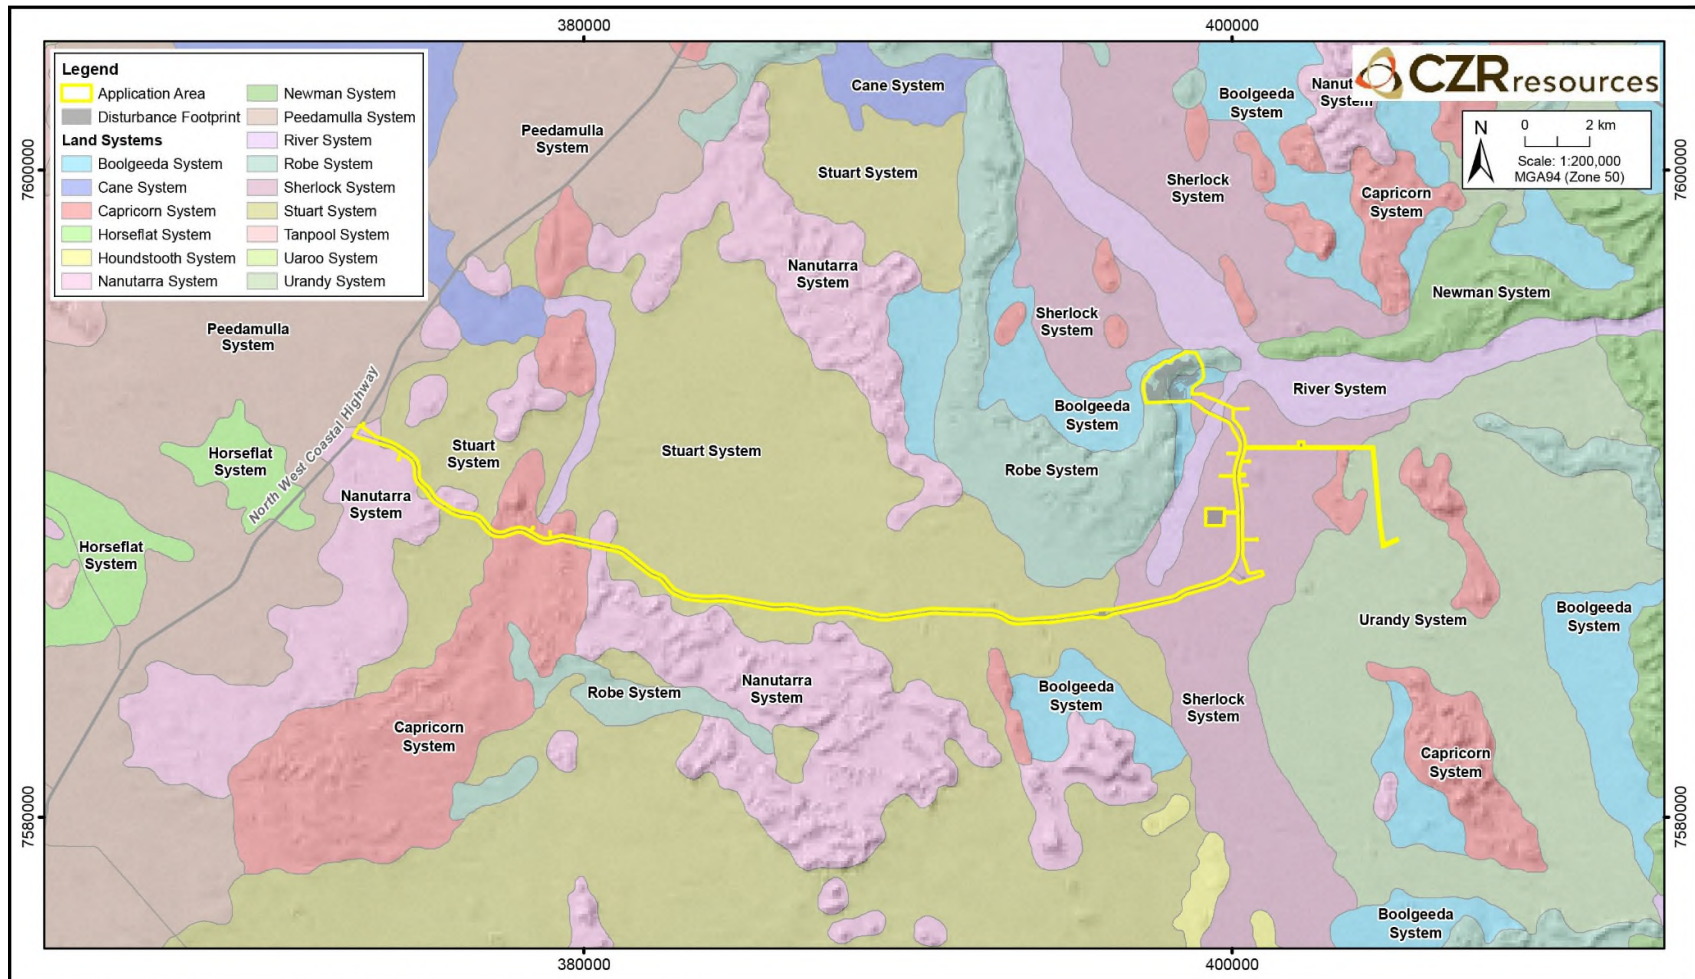 380000
400000
Legend
Application Area
Disturbance Footprint
Land Systems
Boolgeeda System
Cane System
Capricorn System
Horseflat System
Houndstooth System
Nanutarra System
Newman System
Peedamulla System
River System
Robe System
Sherlock System
Stuart System
Tanpool System
Uaroo System
Urandy System
CZR resources
N
0 2 km
Scale: 1:200,000
MGA94 (Zone 50)
7600000
7600000
Peedamulla
System
Cane System
Stuart System
Boolgeeda
System
Nanut
System
Sherlock
System
Capricorn
System
Nanutarra
System
Newman System
Sherlock
System
Peedamulla
System
River System
North West Coastal Highway
Boolgeeda
System
Horseflat
System
Stuart
System
Stuart System
Robe System
Nanutarra
System
Horseflat
System
Urandy System
Boolgeeda
System
Robe System
Nanutarra
System
Boolgeeda
System
Sherlock
System
Capricorn
System
Capricorn
System
7580000
7580000
Boolgeeda
System
380000
400000